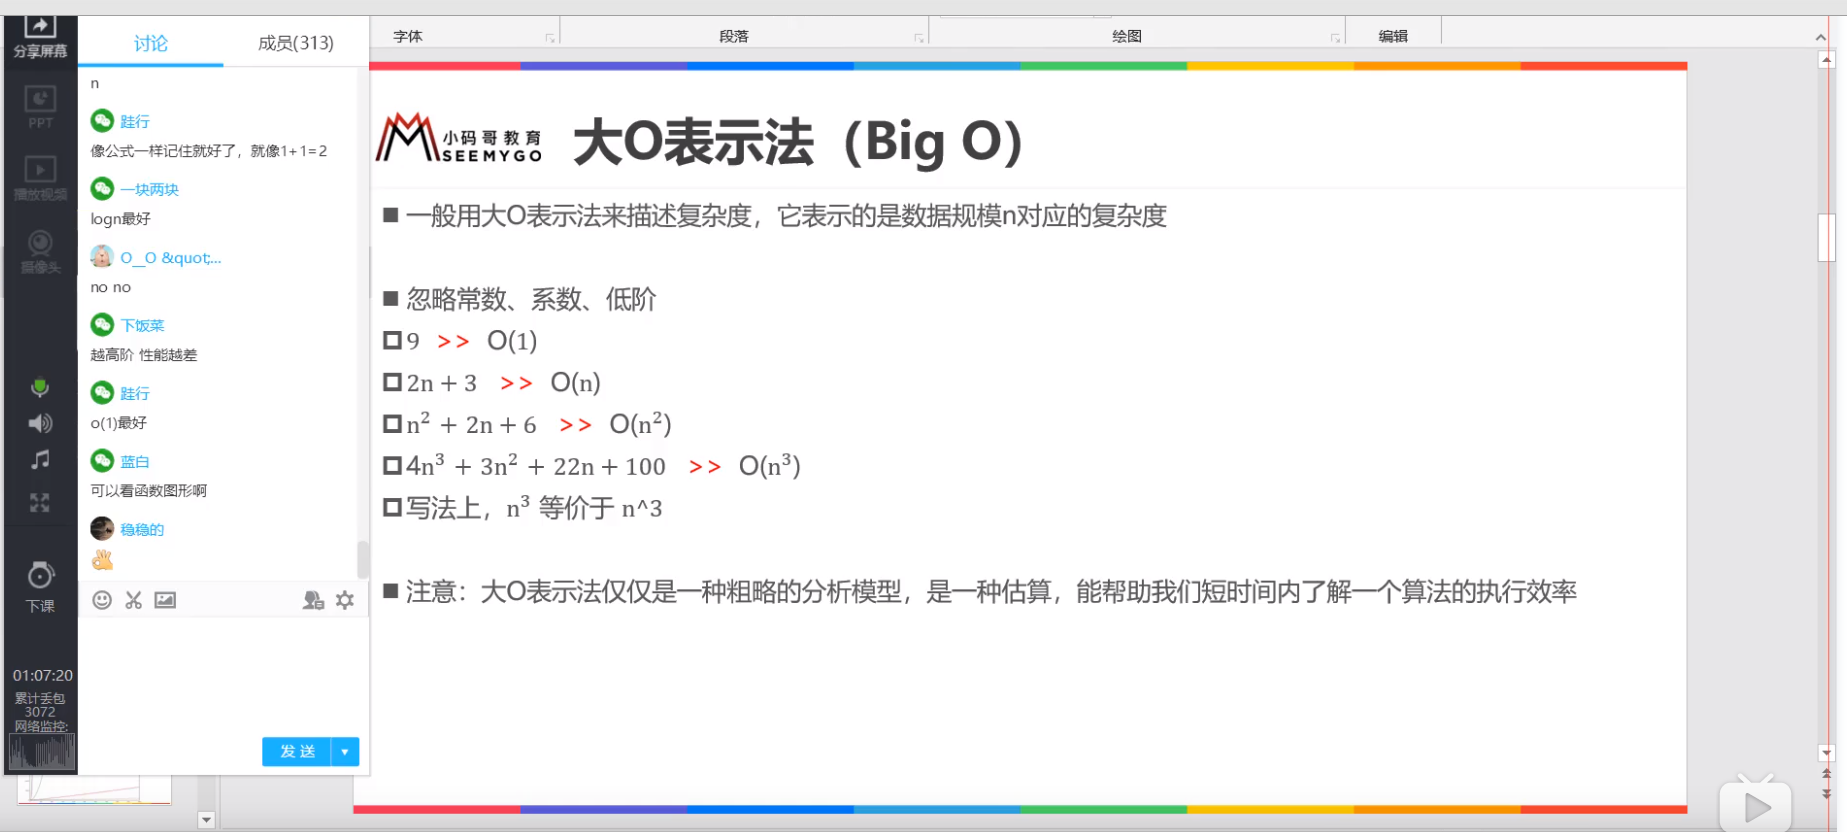 分享屏幕
PPT
播放视频
摄像头
下课
01:07:20
累计丢包
3072
网络监控:
讨论
成员(313)
n
跬行
像公式一样记住就好了，就像1+1=2
一块两块
logn最好
O__O &quot;...
no no
下饭菜
越高阶 性能越差
跬行
o(1)最好
蓝白
可以看函数图形啊
稳稳的
发送
字体
段落
绘图
编辑
小码哥教育
SEEMYGO
大O表示法（Big O）
■ 一般用大O表示法来描述复杂度，它表示的是数据规模n对应的复杂度
■ 忽略常数、系数、低阶
9 >> O(1)
2n + 3 >> O(n)
n² + 2n + 6 >> O(n²)
4n³ + 3n² + 22n + 100 >> O(n³)
写法上，n³ 等价于 n^3
■ 注意：大O表示法仅仅是一种粗略的分析模型，是一种估算，能帮助我们短时间内了解一个算法的执行效率